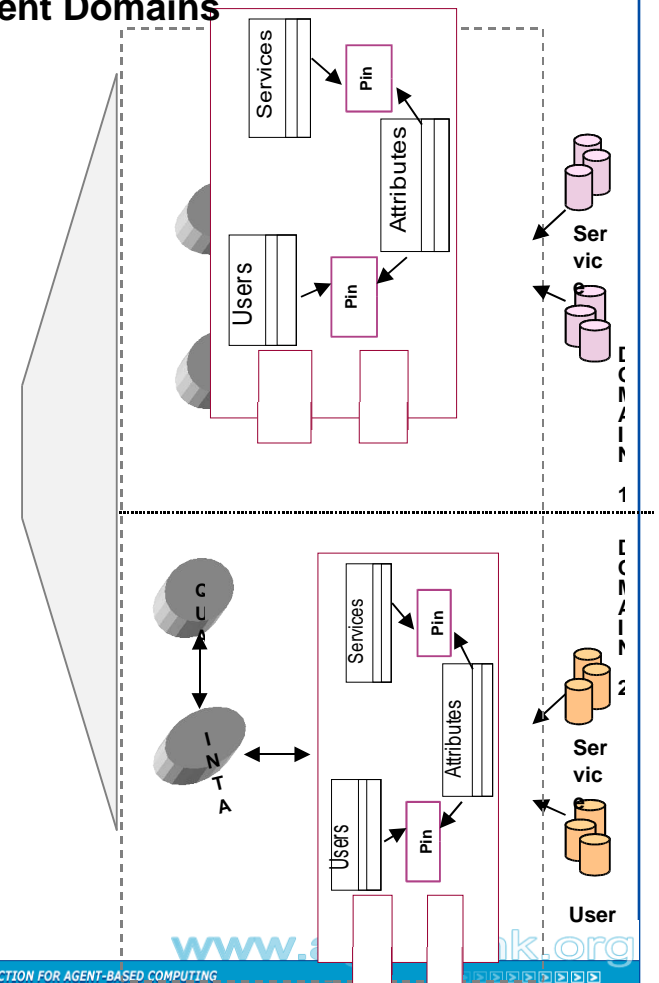 ent Domains
Services
Pin
Attributes
Users
Pin
Ser
vic
e
1
Services
Pin
Attributes
Users
Pin
2
Ser
vic
e
User
I
N
T
A
www.
k.org
CTION FOR AGENT-BASED COMPUTING